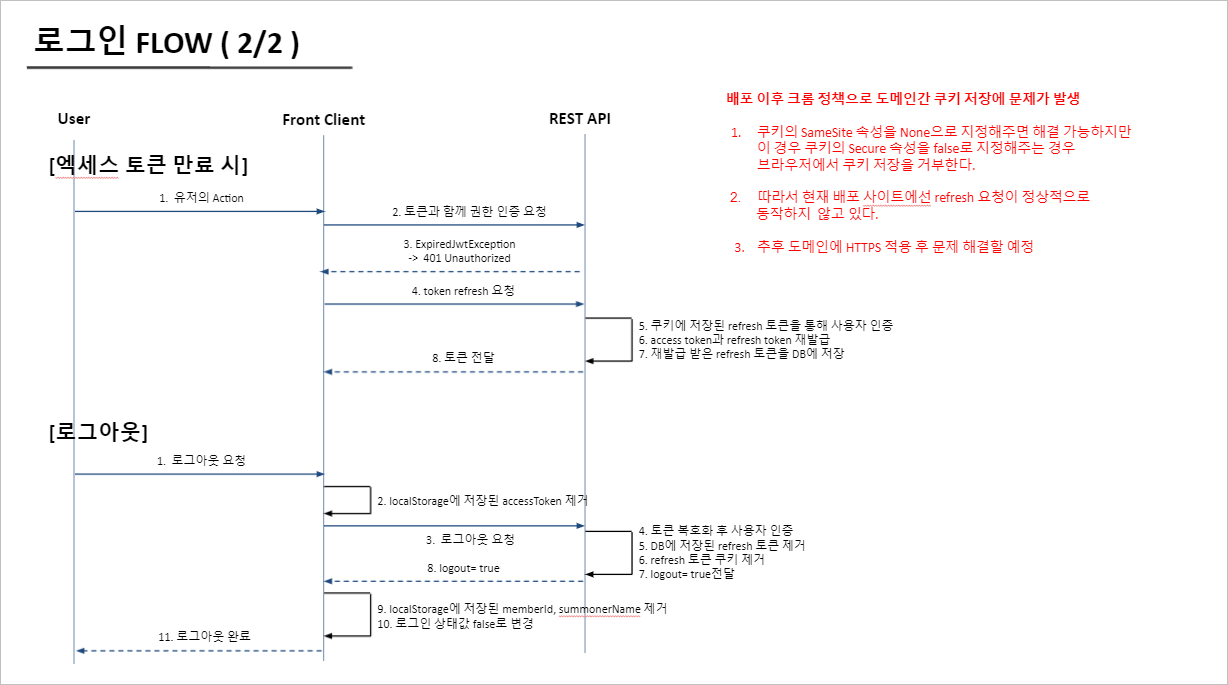 로그인 FLOW ( 2/2 )
배포 이후 크롬 정책으로 도메인간 쿠키 저장에 문제가 발생
1. 쿠키의 SameSite 속성을 None으로 지정해주면 해결 가능하지만
이 경우 쿠키의 Secure 속성을 false로 지정해주는 경우
브라우저에서 쿠키 저장을 거부한다.
2. 따라서 현재 배포 사이트에선 refresh 요청이 정상적으로
동작하지 않고 있다.
3. 추후 도메인에 HTTPS 적용 후 문제 해결할 예정
User
Front Client
REST API
[엑세스 토큰 만료 시]
1. 유저의 Action
2. 토큰과 함께 권한 인증 요청
3. ExpiredJwtException
-> 401 Unauthorized
4. token refresh 요청
5. 쿠키에 저장된 refresh 토큰을 통해 사용자 인증
6. access token과 refresh token 재발급
7. 재발급 받은 refresh 토큰을 DB에 저장
8. 토큰 전달
[로그아웃]
1. 로그아웃 요청
2. localStorage에 저장된 accessToken 제거
3. 로그아웃 요청
4. 토큰 복호화 후 사용자 인증
5. DB에 저장된 refresh 토큰 제거
6. refresh 토큰 쿠키 제거
7. logout= true전달
8. logout= true
9. localStorage에 저장된 memberId, summonerName 제거
10. 로그인 상태값 false로 변경
11. 로그아웃 완료